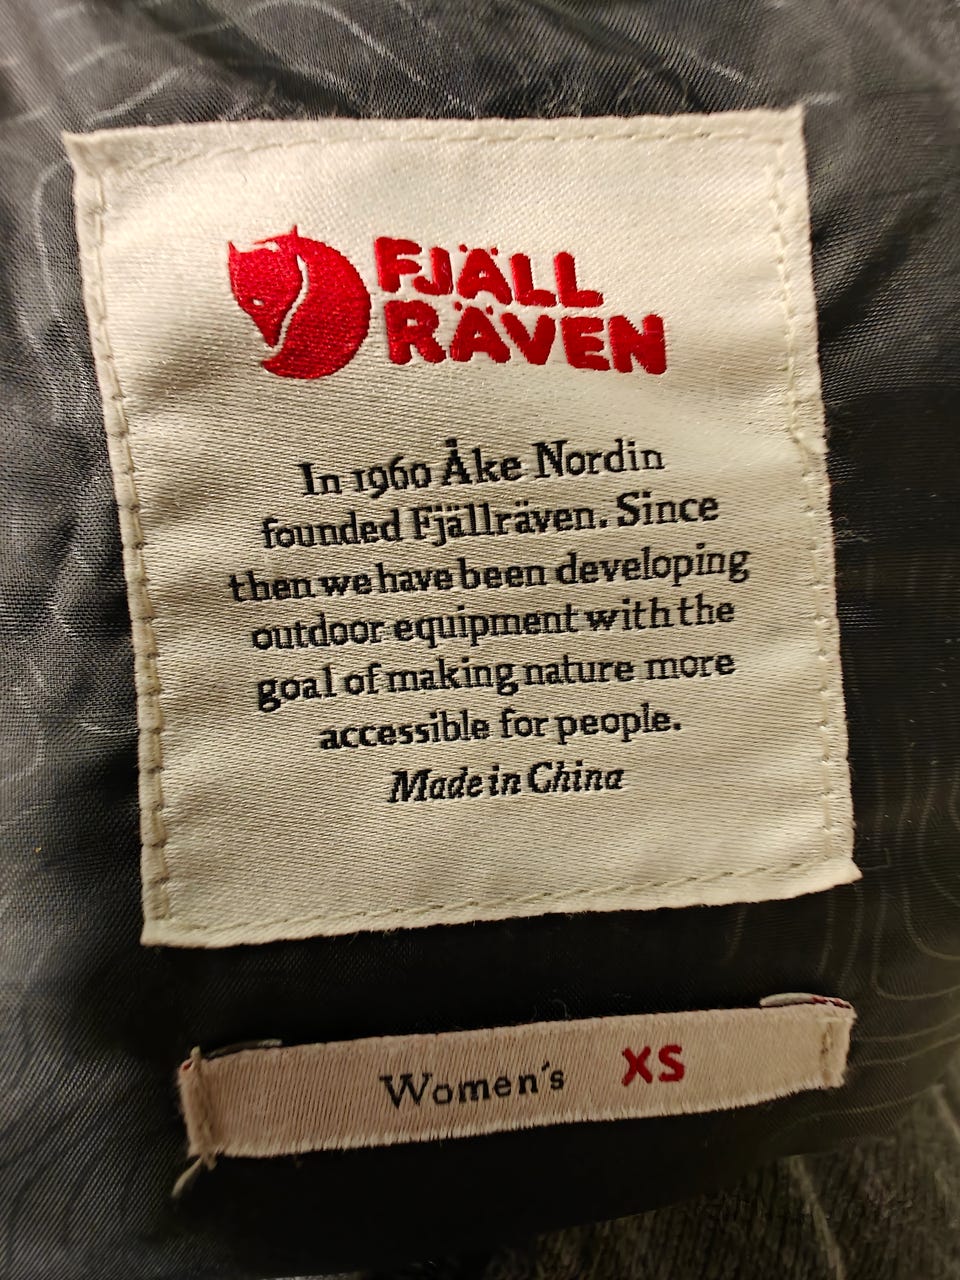 FJÄLL
RÄVEN
In 1960 Åke Nordin
founded Fjällräven. Since
then we have been developing
outdoor equipment with the
goal of making nature more
accessible for people.
Made in China
Women's XS